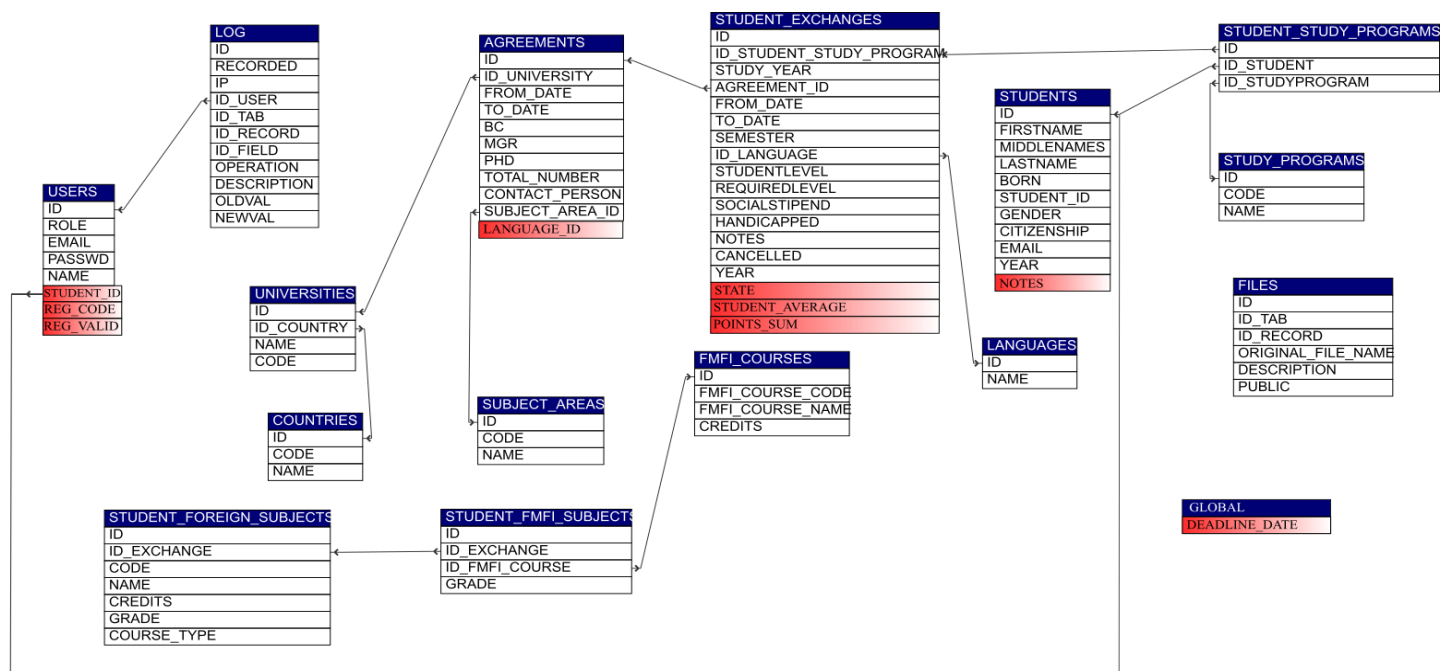 LOG
ID
RECORDED
IP
ID_USER
ID_TAB
ID_RECORD
ID_FIELD
OPERATION
DESCRIPTION
OLDVAL
NEWVAL
AGREEMENTS
ID
ID_UNIVERSITY
FROM_DATE
TO_DATE
BC
MGR
PHD
TOTAL_NUMBER
CONTACT_PERSON
SUBJECT_AREA_ID
LANGUAGE_ID
STUDENT_EXCHANGES
ID
ID_STUDENT_STUDY_PROGRAM
STUDY_YEAR
AGREEMENT_ID
FROM_DATE
TO_DATE
SEMESTER
ID_LANGUAGE
STUDENTLEVEL
REQUIREDLEVEL
SOCIALSTIPEND
HANDICAPPED
NOTES
CANCELLED
YEAR
STATE
STUDENT_AVERAGE
POINTS_SUM
STUDENTS
ID
FIRSTNAME
MIDDLENAMES
LASTNAME
BORN
STUDENT_ID
GENDER
CITIZENSHIP
EMAIL
YEAR
NOTES
STUDENT_STUDY_PROGRAMS
ID
ID_STUDENT
ID_STUDYPROGRAM
STUDY_PROGRAMS
ID
CODE
NAME
USERS
ID
ROLE
EMAIL
PASSWD
NAME
STUDENT_ID
REG_CODE
REG_VALID
UNIVERSITIES
ID
ID_COUNTRY
NAME
CODE
COUNTRIES
ID
CODE
NAME
SUBJECT_AREAS
ID
CODE
NAME
FMFI_COURSES
ID
FMFI_COURSE_CODE
FMFI_COURSE_NAME
CREDITS
LANGUAGES
ID
NAME
FILES
ID
ID_TAB
ID_RECORD
ORIGINAL_FILE_NAME
DESCRIPTION
PUBLIC
STUDENT_FOREIGN_SUBJECTS
ID
ID_EXCHANGE
CODE
NAME
CREDITS
GRADE
COURSE_TYPE
STUDENT_FMFI_SUBJECTS
ID
ID_EXCHANGE
ID_FMFI_COURSE
GRADE
GLOBAL
DEADLINE_DATE